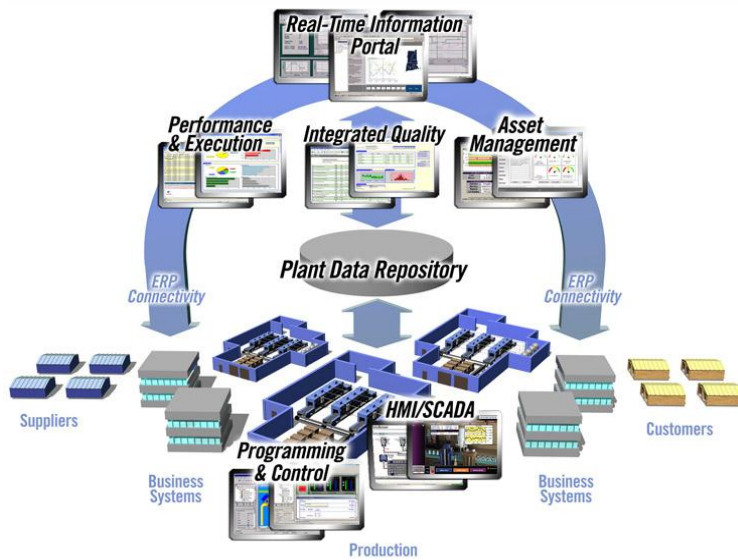 Real-Time Information
Portal
Performance
& Execution
Integrated Quality
Asset
Management
Plant Data Repository
ERP
Connectivity
ERP
Connectivity
Suppliers
Customers
HMI/SCADA
Programming
& Control
Business
Systems
Business
Systems
Production